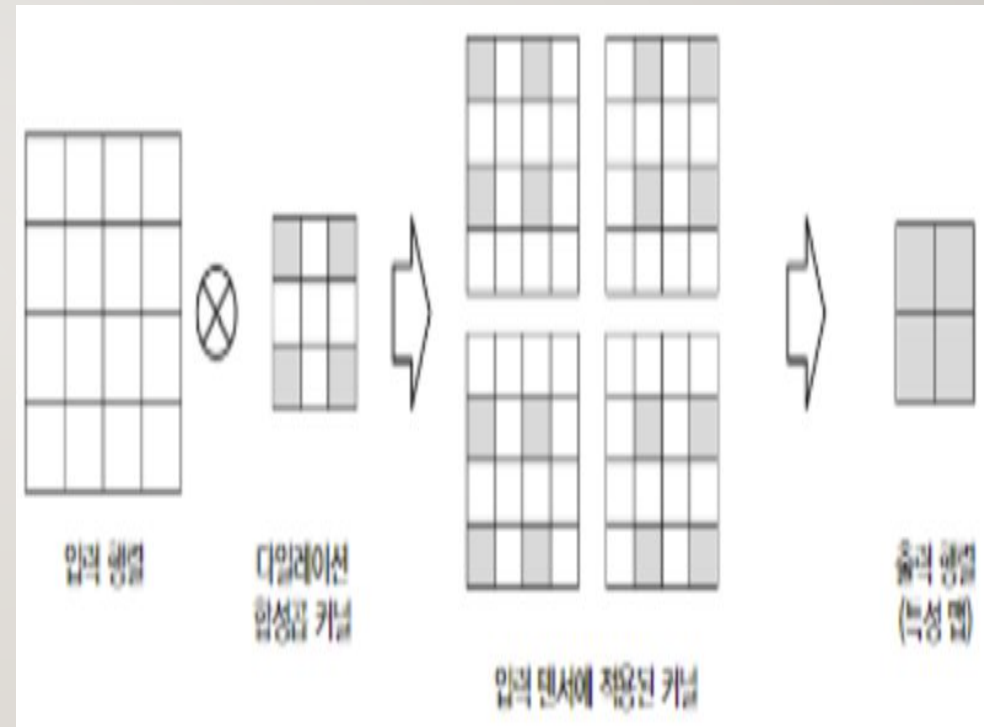 입력 행렬
다일레이션
합성곱 커널
입력 텐서에 적용된 커널
출력 행렬
(특성 맵)